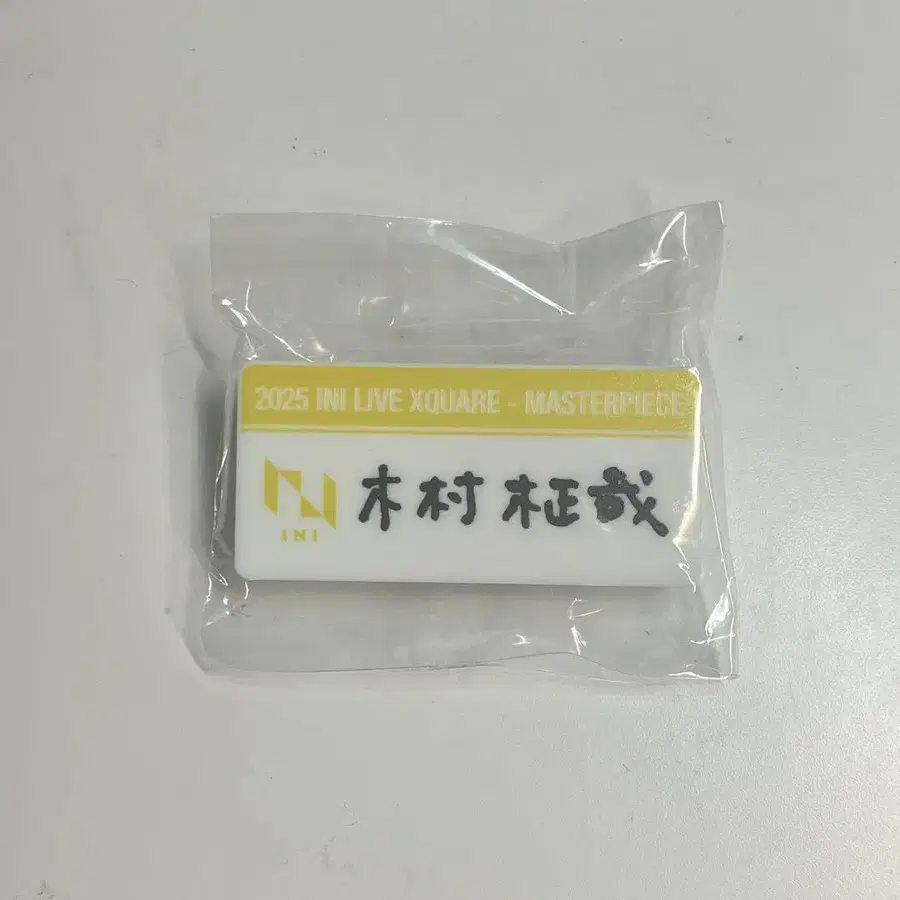 2025 INI LIVE XQUARE - MASTERPIECE
木村 柾哉
INI